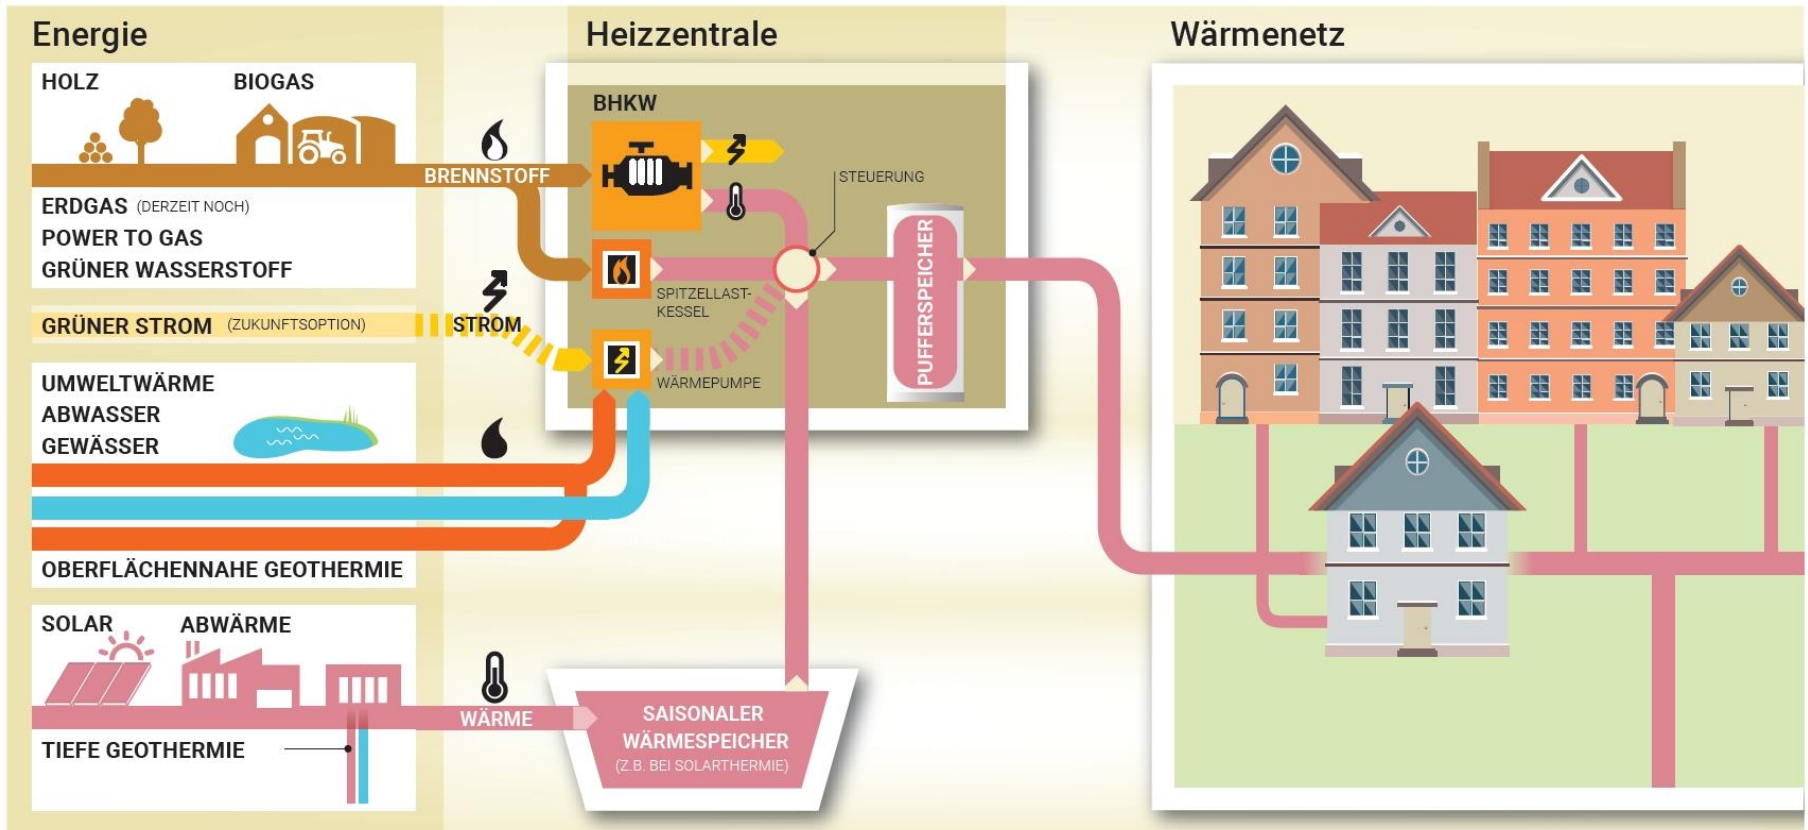 Energie
HOLZ
BIOGAS
BRENNSTOFF
ERDGAS (DERZEIT NOCH)
POWER TO GAS
GRÜNER WASSERSTOFF
GRÜNER STROM (ZUKUNFTSOPTION)
STROM
UMWELTWÄRME
ABWASSER
GEWÄSSER
OBERFLÄCHENNAHE GEOTHERMIE
SOLAR
ABWÄRME
WÄRME
TIEFE GEOTHERMIE
Heizzentrale
BHKW
STEUERUNG
SPITZELLAST-
KESSEL
WÄRMEPUMPE
PUFFERSPEICHER
SAISONALER
WÄRMESPEICHER
(Z.B. BEI SOLARTHERMIE)
Wärmenetz